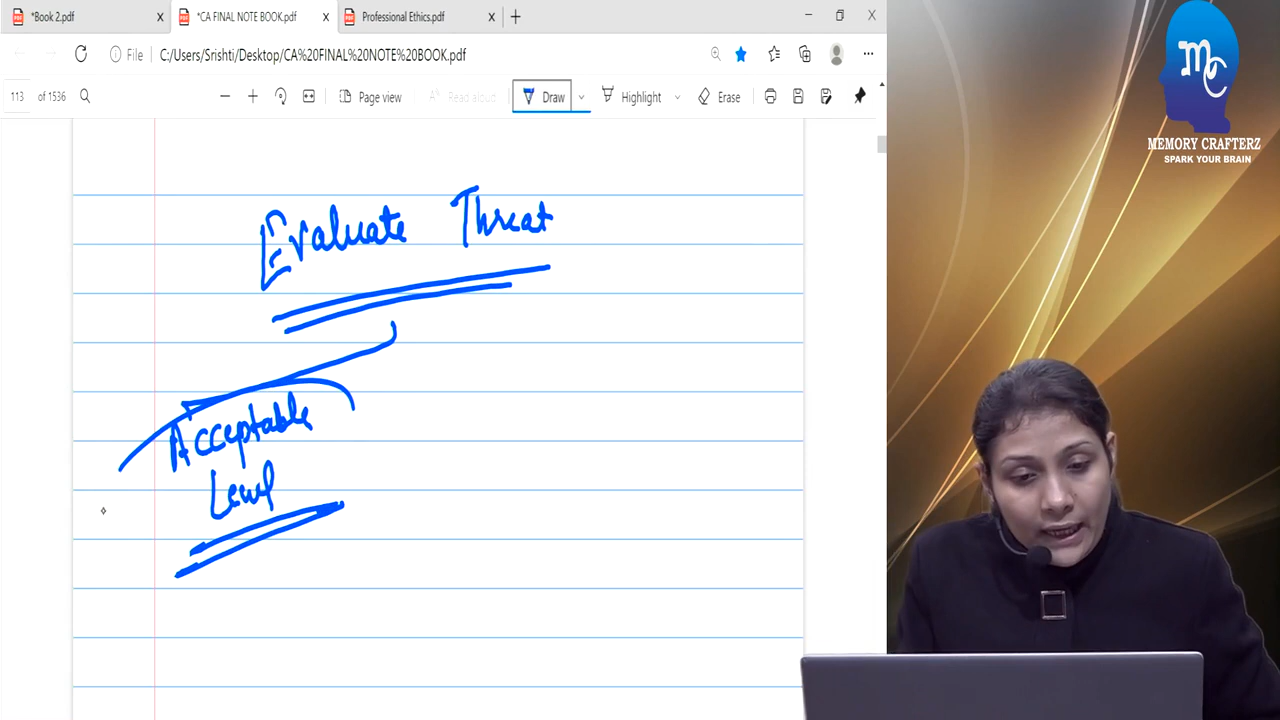 *Book 2.pdf
*CA FINAL NOTE BOOK.pdf
Professional Ethics.pdf
File C:/Users/Srishti/Desktop/CA%20FINAL%20NOTE%20BOOK.pdf
113 of 1536
Page view
Read aloud
Draw
Highlight
Erase
MC
MEMORY CRAFTERZ
SPARK YOUR BRAIN
Evaluate Threat
Acceptable
Level